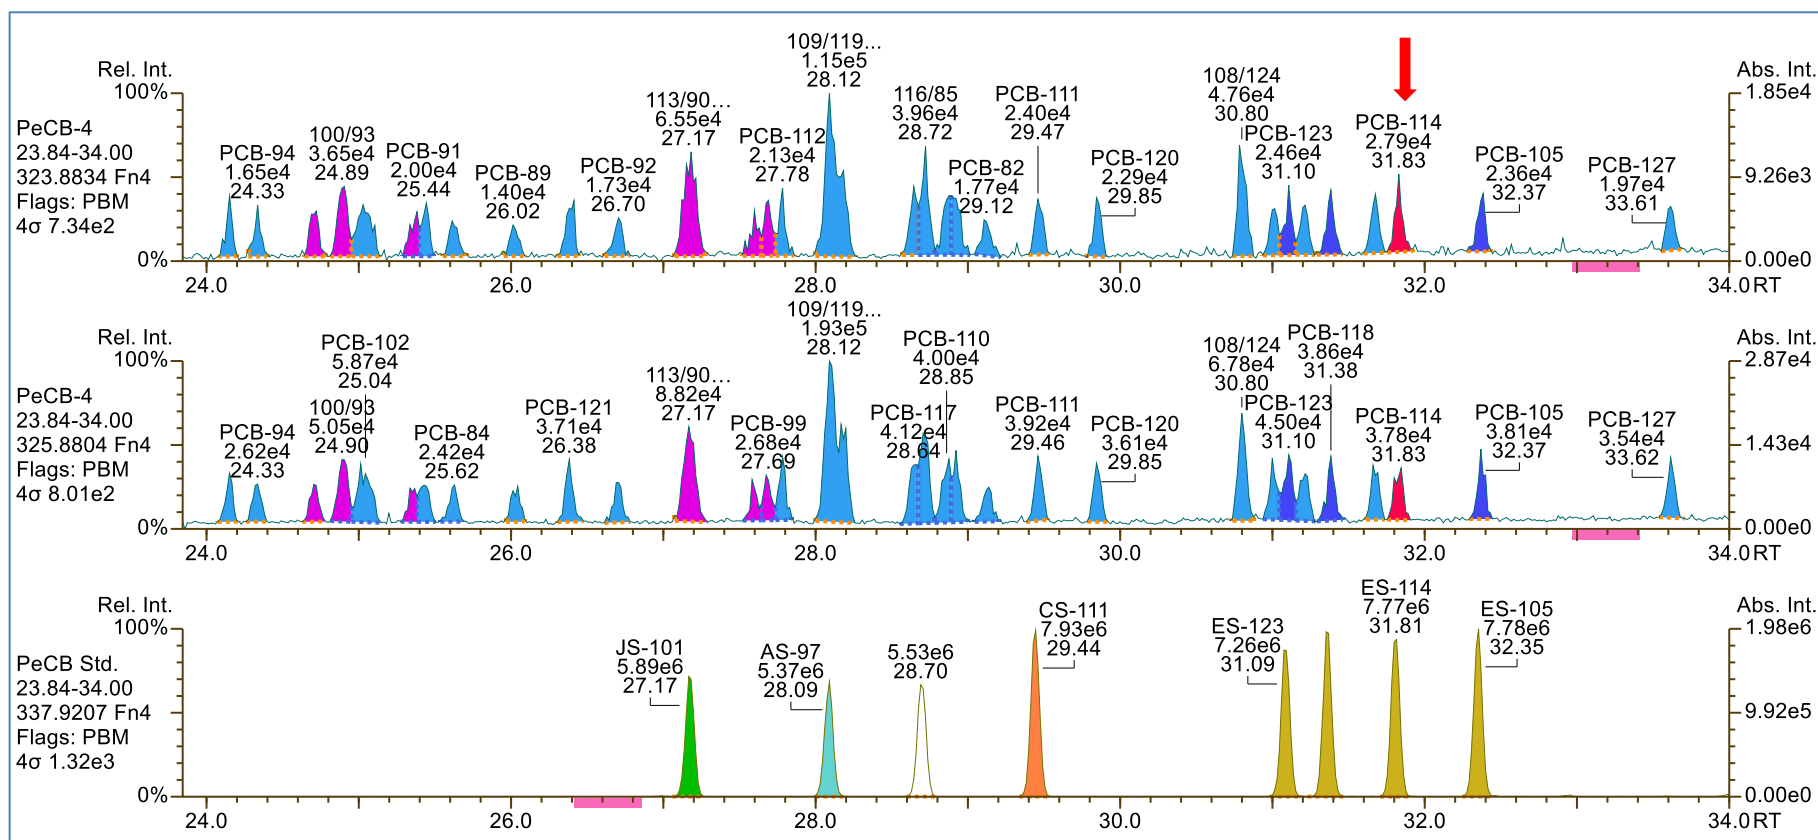 Rel. Int.
100%
0%
PeCB-4
23.84-34.00
323.8834 Fn4
Flags: PBM
4σ 7.34e2
PCB-94
1.65e4
24.33
100/93
3.65e4
24.89
PCB-91
2.00e4
25.44
PCB-89
1.40e4
26.02
PCB-92
1.73e4
26.70
113/90...
6.55e4
27.17
PCB-112
2.13e4
27.78
109/119...
1.15e5
28.12
116/85
3.96e4
28.72
PCB-82
1.77e4
29.12
PCB-111
2.40e4
29.47
PCB-120
2.29e4
29.85
108/124
4.76e4
30.80
PCB-123
2.46e4
31.10
PCB-114
2.79e4
31.83
PCB-105
2.36e4
32.37
PCB-127
1.97e4
33.61
Abs. Int.
1.85e4
9.26e3
0.00e0
24.0 26.0 28.0 30.0 32.0 34.0RT
Rel. Int.
100%
0%
PeCB-4
23.84-34.00
325.8804 Fn4
Flags: PBM
4σ 8.01e2
PCB-94
2.62e4
24.33
100/93
5.05e4
24.90
PCB-102
5.87e4
25.04
PCB-84
2.42e4
25.62
PCB-121
3.71e4
26.38
113/90...
8.82e4
27.17
PCB-99
2.68e4
27.69
109/119...
1.93e5
28.12
PCB-117
4.12e4
28.64
PCB-110
4.00e4
28.85
PCB-111
3.92e4
29.46
PCB-120
3.61e4
29.85
108/124
6.78e4
30.80
PCB-123
4.50e4
31.10
PCB-118
3.86e4
31.38
PCB-114
3.78e4
31.83
PCB-105
3.81e4
32.37
PCB-127
3.54e4
33.62
Abs. Int.
2.87e4
1.43e4
0.00e0
24.0 26.0 28.0 30.0 32.0 34.0RT
Rel. Int.
100%
0%
PeCB Std.
23.84-34.00
337.9207 Fn4
Flags: PBM
4σ 1.32e3
JS-101
5.89e6
27.17
AS-97
5.37e6
28.09
5.53e6
28.70
CS-111
7.93e6
29.44
ES-123
7.26e6
31.09
ES-114
7.77e6
31.81
ES-105
7.78e6
32.35
Abs. Int.
1.98e6
9.92e5
0.00e0
24.0 26.0 28.0 30.0 32.0 34.0RT